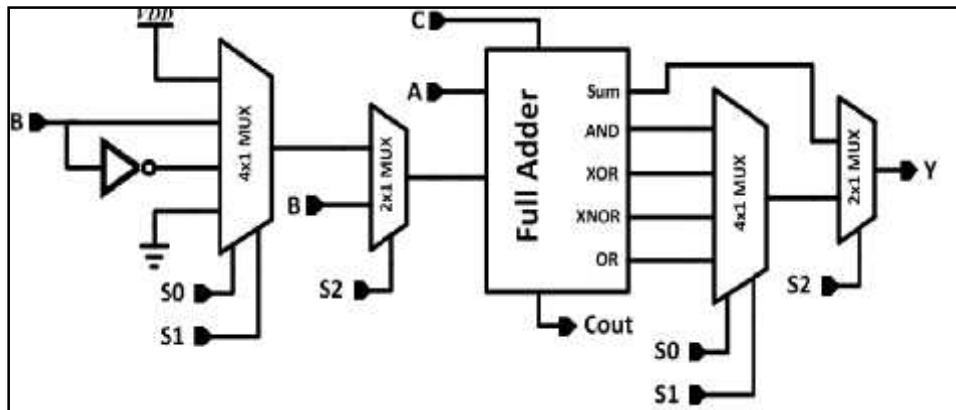 VDD
B
4x1 MUX
S0
S1
B
2x1 MUX
S2
C
A
Full Adder
Sum
AND
XOR
XNOR
OR
Cout
4x1 MUX
S0
S1
2x1 MUX
S2
Y